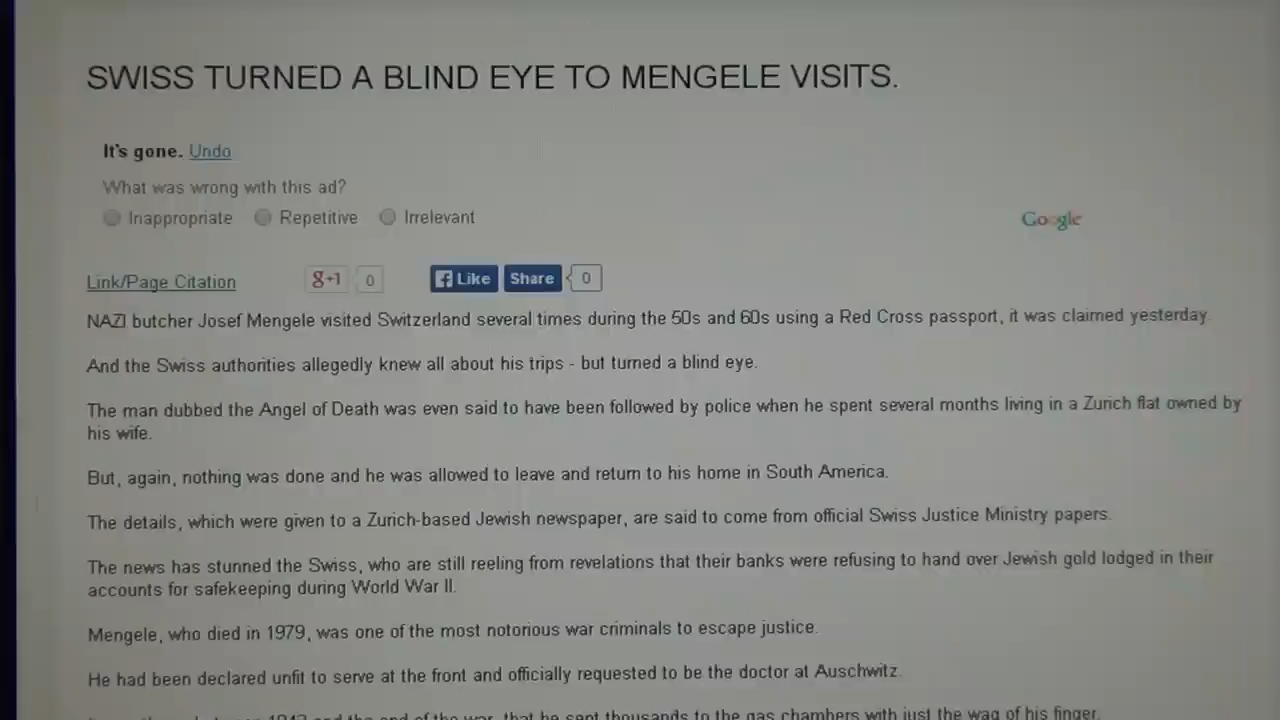 SWISS TURNED A BLIND EYE TO MENGELE VISITS.
It's gone. Undo
What was wrong with this ad?
Inappropriate Repetitive Irrelevant
Google
Link/Page Citation g+1 0 f Like Share 0
NAZI butcher Josef Mengele visited Switzerland several times during the 50s and 60s using a Red Cross passport, it was claimed yesterday.
And the Swiss authorities allegedly knew all about his trips - but turned a blind eye.
The man dubbed the Angel of Death was even said to have been followed by police when he spent several months living in a Zurich flat owned by
his wife.
But, again, nothing was done and he was allowed to leave and return to his home in South America.
The details, which were given to a Zurich-based Jewish newspaper, are said to come from official Swiss Justice Ministry papers.
The news has stunned the Swiss, who are still reeling from revelations that their banks were refusing to hand over Jewish gold lodged in their
accounts for safekeeping during World War II.
Mengele, who died in 1979, was one of the most notorious war criminals to escape justice.
He had been declared unfit to serve at the front and officially requested to be the doctor at Auschwitz.
1943 and the end of the war, that he sent thousands to the gas chambers with just the wag of his finger.